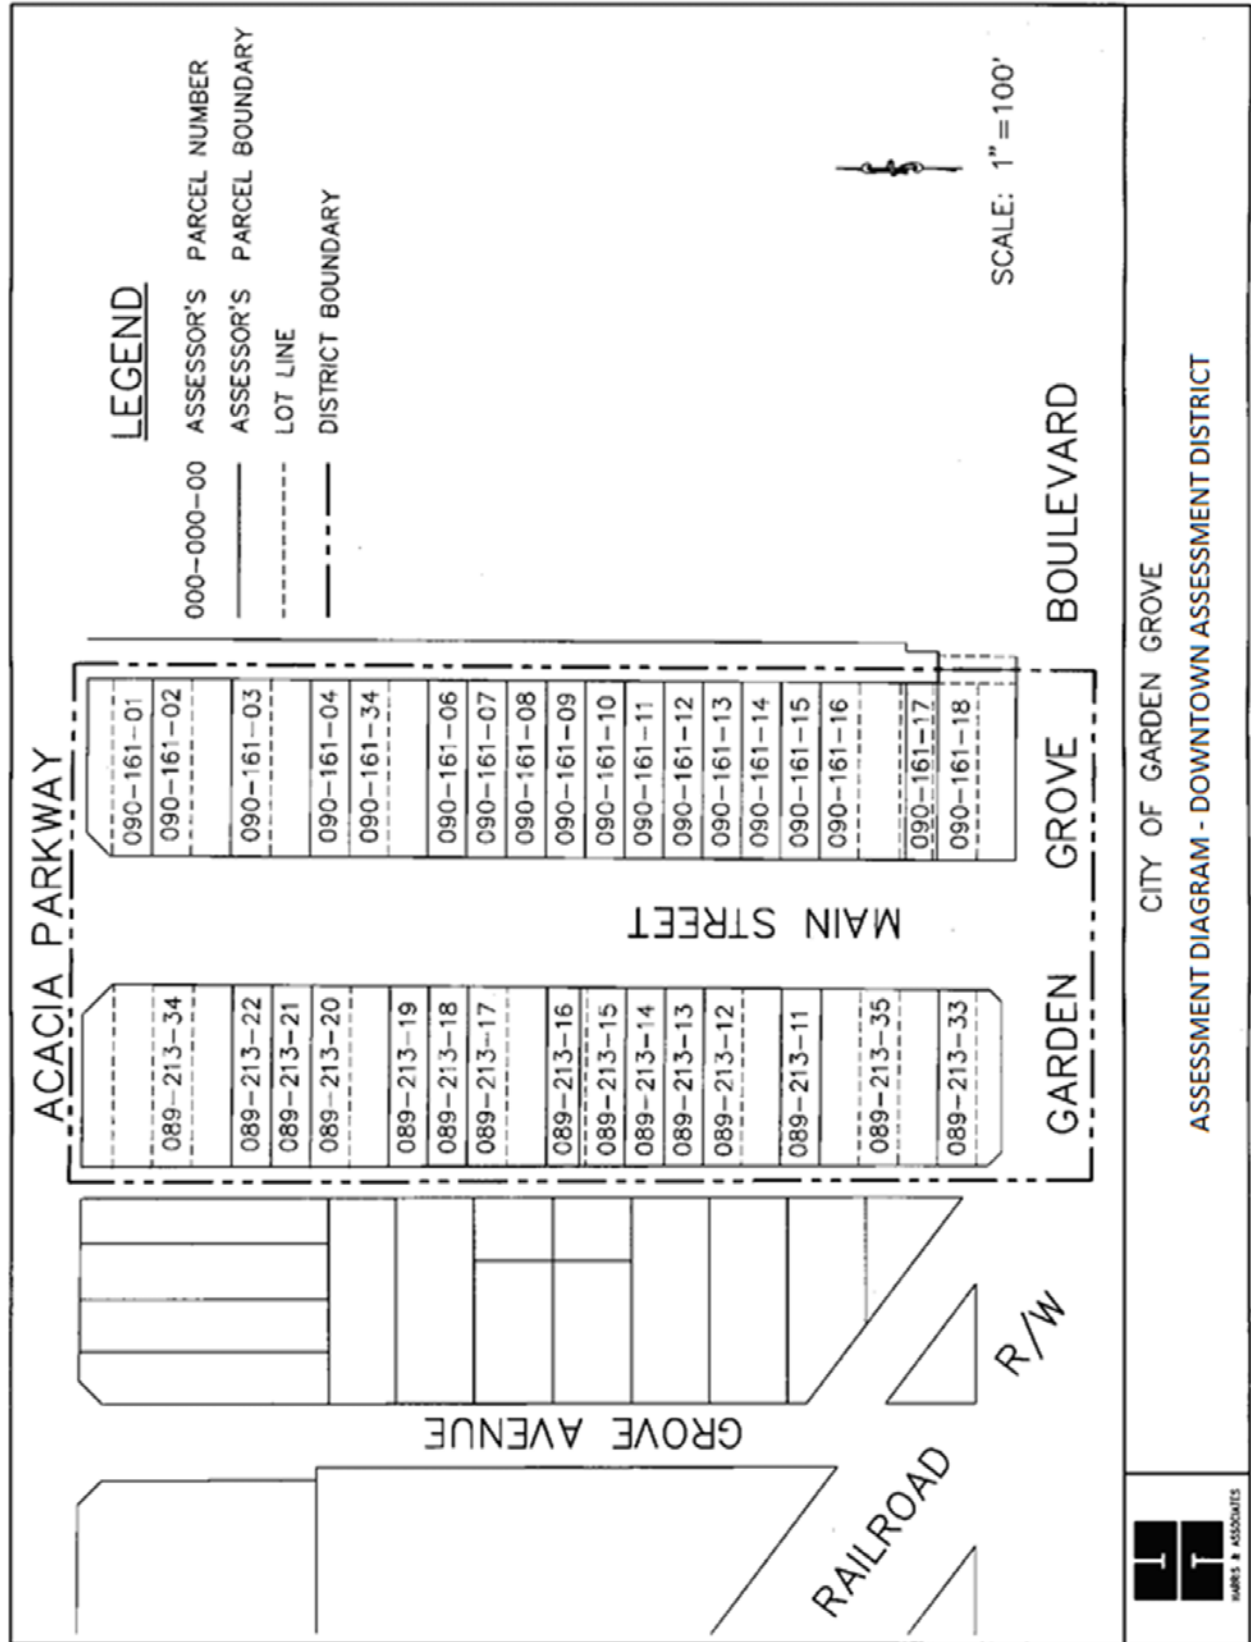 ACACIA PARKWAY
LEGEND
000-000-00 ASSESSOR'S PARCEL NUMBER
ASSESSOR'S PARCEL BOUNDARY
LOT LINE
DISTRICT BOUNDARY
089-213-34
089-213-22
089-213-21
089-213-20
089-213-19
089-213-18
089-213-17
089-213-16
089-213-15
089-213-14
089-213-13
089-213-12
089-213-11
089-213-35
089-213-33
MAIN STREET
090-161-01
090-161-02
090-161-03
090-161-04
090-161-34
090-161-06
090-161-07
090-161-08
090-161-09
090-161-10
090-161-11
090-161-12
090-161-13
090-161-14
090-161-15
090-161-16
090-161-17
090-161-18
GROVE AVENUE
RAILROAD R/W
GARDEN GROVE BOULEVARD
SCALE: 1"=100'
HARRIS & ASSOCIATES
CITY OF GARDEN GROVE
ASSESSMENT DIAGRAM - DOWNTOWN ASSESSMENT DISTRICT